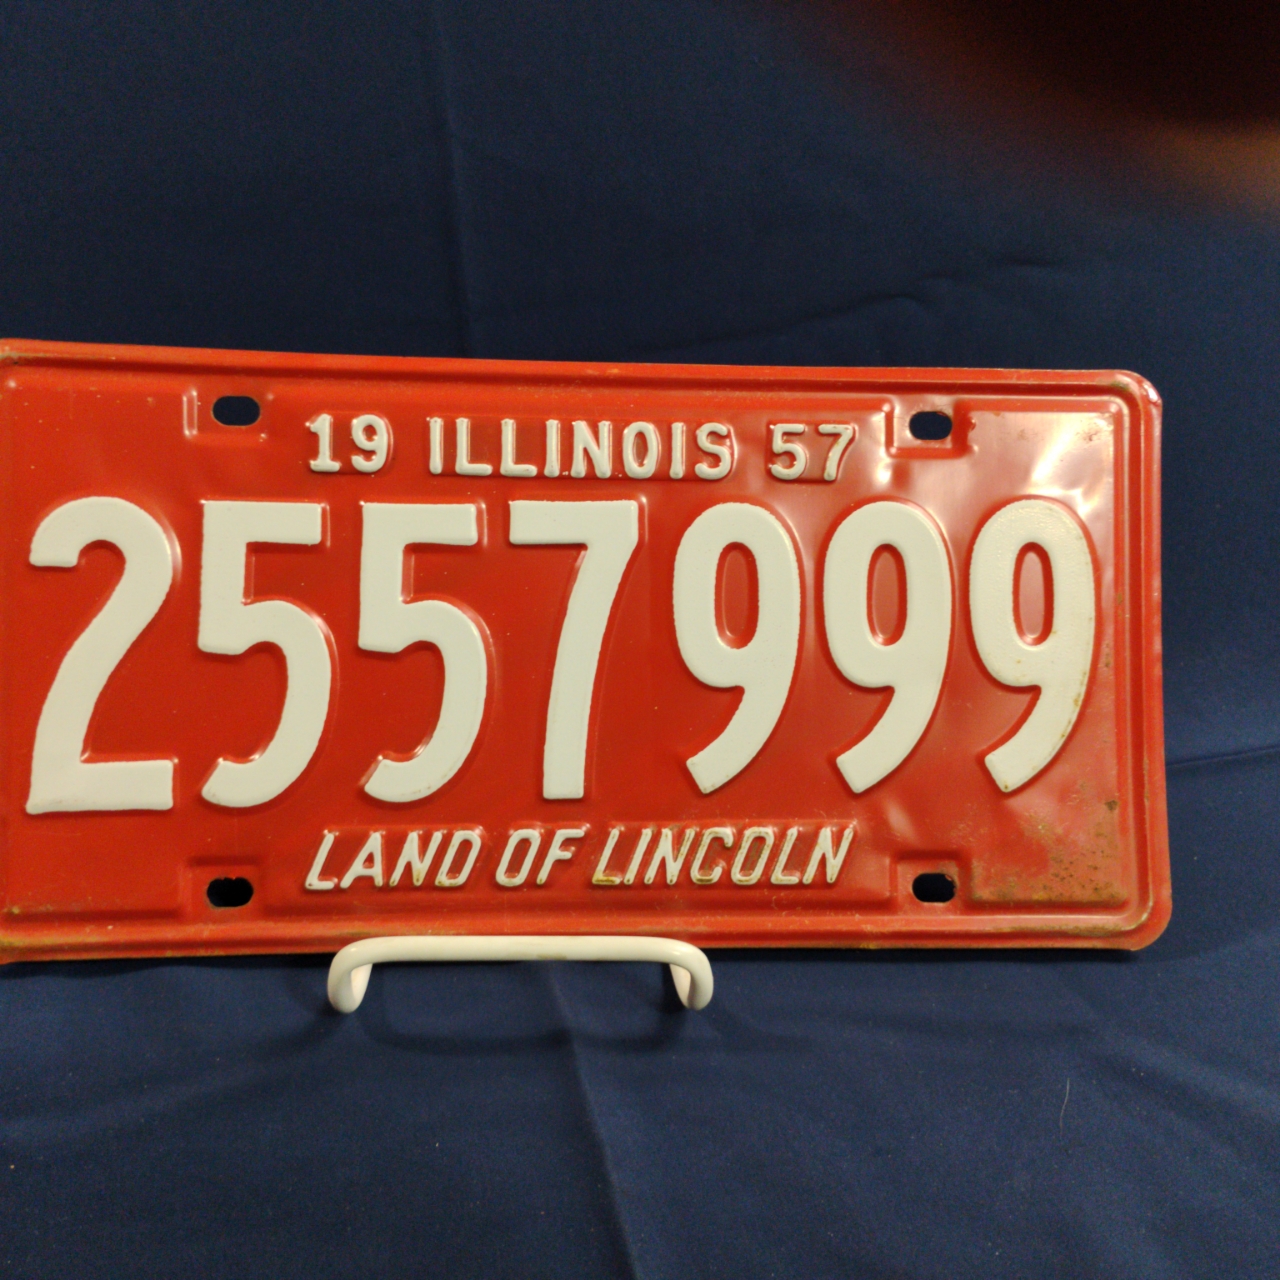 19 ILLINOIS 57
2557999
LAND OF LINCOLN